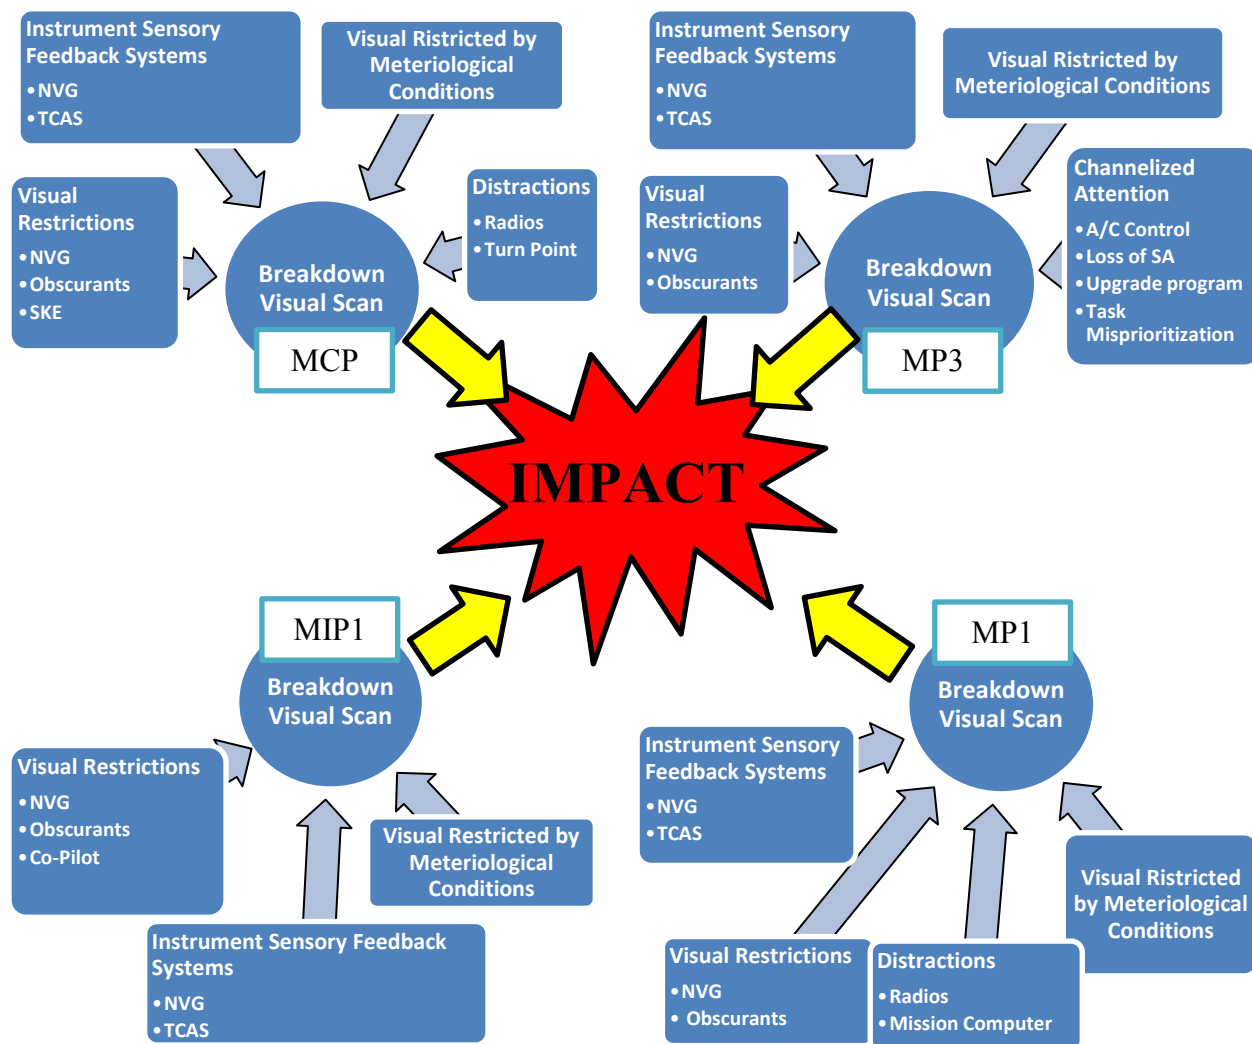 Instrument Sensory
Feedback Systems
•NVG
•TCAS
Visual Ristricted by
Meteriological
Conditions
Visual
Restrictions
•NVG
•Obscurants
•SKE
Distractions
•Radios
•Turn Point
Breakdown
Visual Scan
MCP
Instrument Sensory
Feedback Systems
•NVG
•TCAS
Visual Ristricted by
Meteriological Conditions
Visual
Restrictions
•NVG
•Obscurants
Channelized
Attention
•A/C Control
•Loss of SA
•Upgrade program
•Task
Misprioritization
Breakdown
Visual Scan
MP3
IMPACT
MIP1
Breakdown
Visual Scan
Visual Restrictions
•NVG
•Obscurants
•Co-Pilot
Visual Restricted by
Meteriological
Conditions
Instrument Sensory Feedback
Systems
•NVG
•TCAS
MP1
Breakdown
Visual Scan
Instrument Sensory
Feedback Systems
•NVG
•TCAS
Visual Ristricted
by Meteriological
Conditions
Visual Restrictions
•NVG
• Obscurants
Distractions
•Radios
•Mission Computer